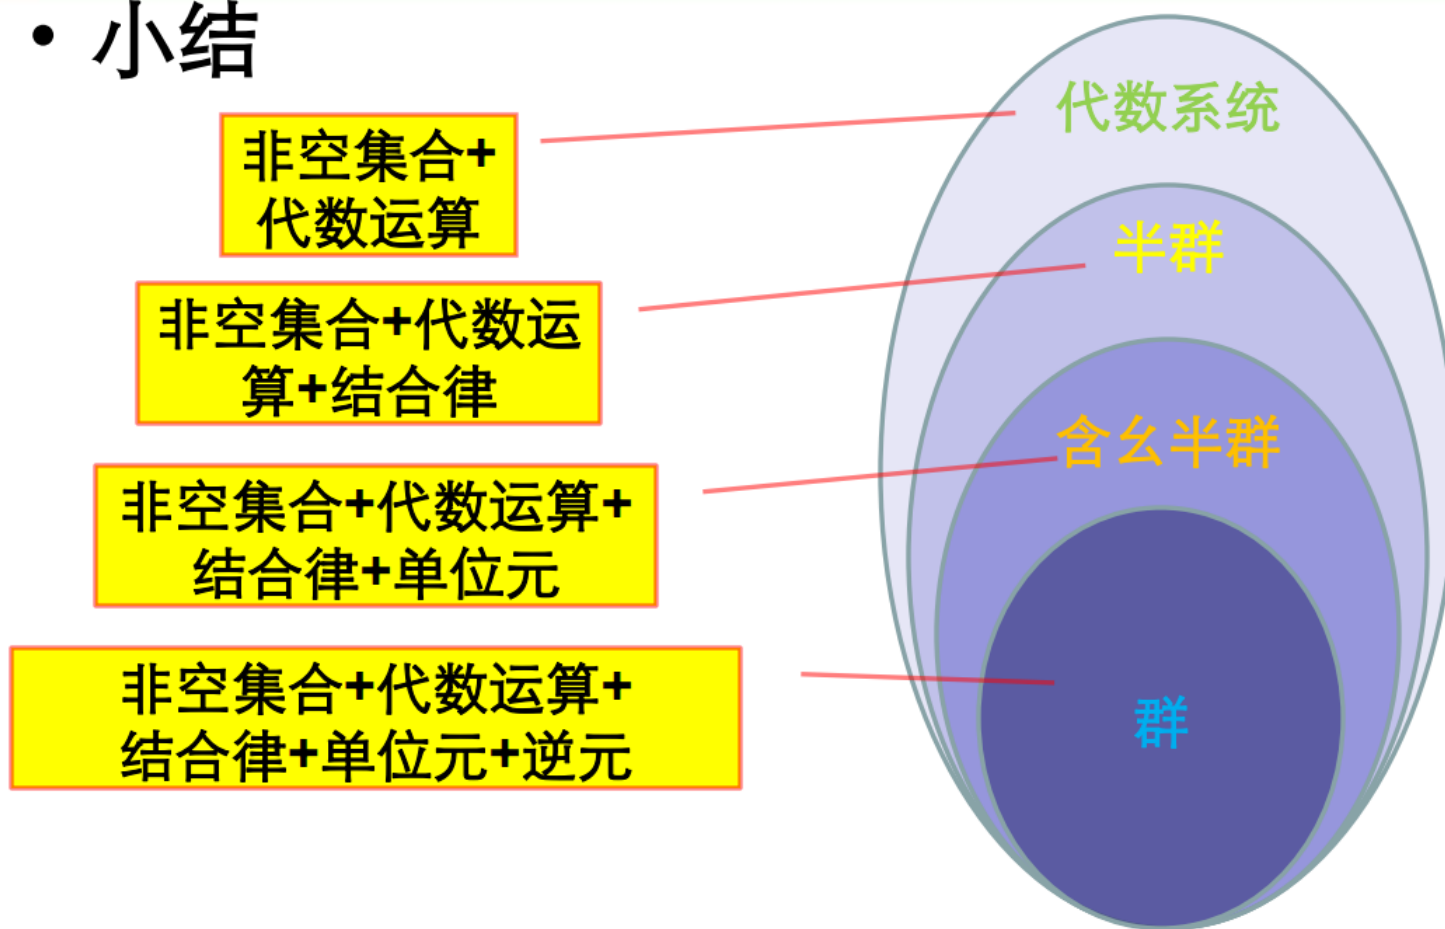 • 小结
非空集合+
代数运算
代数系统
非空集合+代数运
算+结合律
半群
非空集合+代数运算+
结合律+单位元
含幺半群
非空集合+代数运算+
结合律+单位元+逆元
群